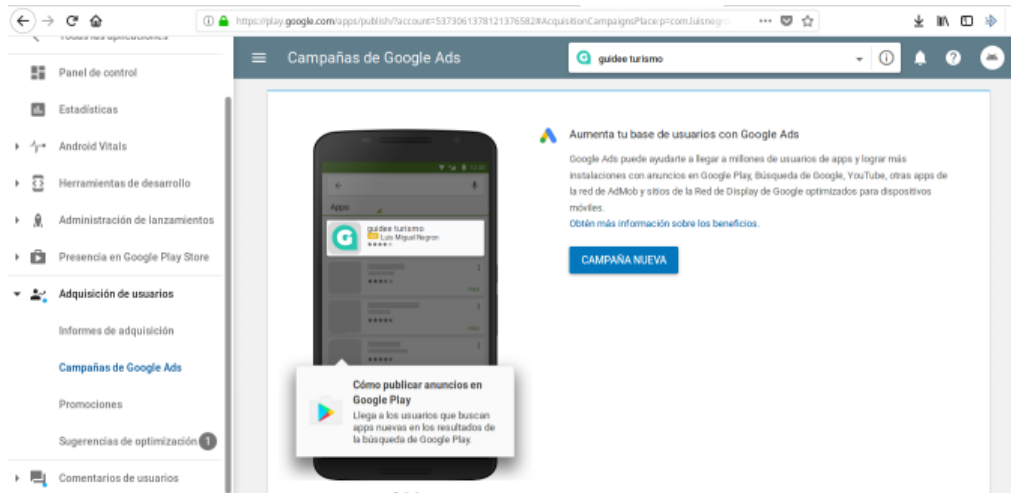 https://play.google.com/apps/publish/?account=5373061378121376582#AcquisitionCampaignsPlace:p=com.luisnegro
Todas las aplicaciones
Panel de control
Estadísticas
Android Vitals
Herramientas de desarrollo
Administración de lanzamientos
Presencia en Google Play Store
Adquisición de usuarios
Informes de adquisición
Campañas de Google Ads
Promociones
Sugerencias de optimización 1
Comentarios de usuarios
Campañas de Google Ads
guidee turismo
Apps
guidee turismo
Luis Miguel Negron
Cómo publicar anuncios en
Google Play
Llega a los usuarios que buscan
apps nuevas en los resultados de
la búsqueda de Google Play.
Aumenta tu base de usuarios con Google Ads
Google Ads puede ayudarte a llegar a millones de usuarios de apps y lograr más
instalaciones con anuncios en Google Play, Búsqueda de Google, YouTube, otras apps de
la red de AdMob y sitios de la Red de Display de Google optimizados para dispositivos
móviles.
Obtén más información sobre los beneficios.
CAMPAÑA NUEVA